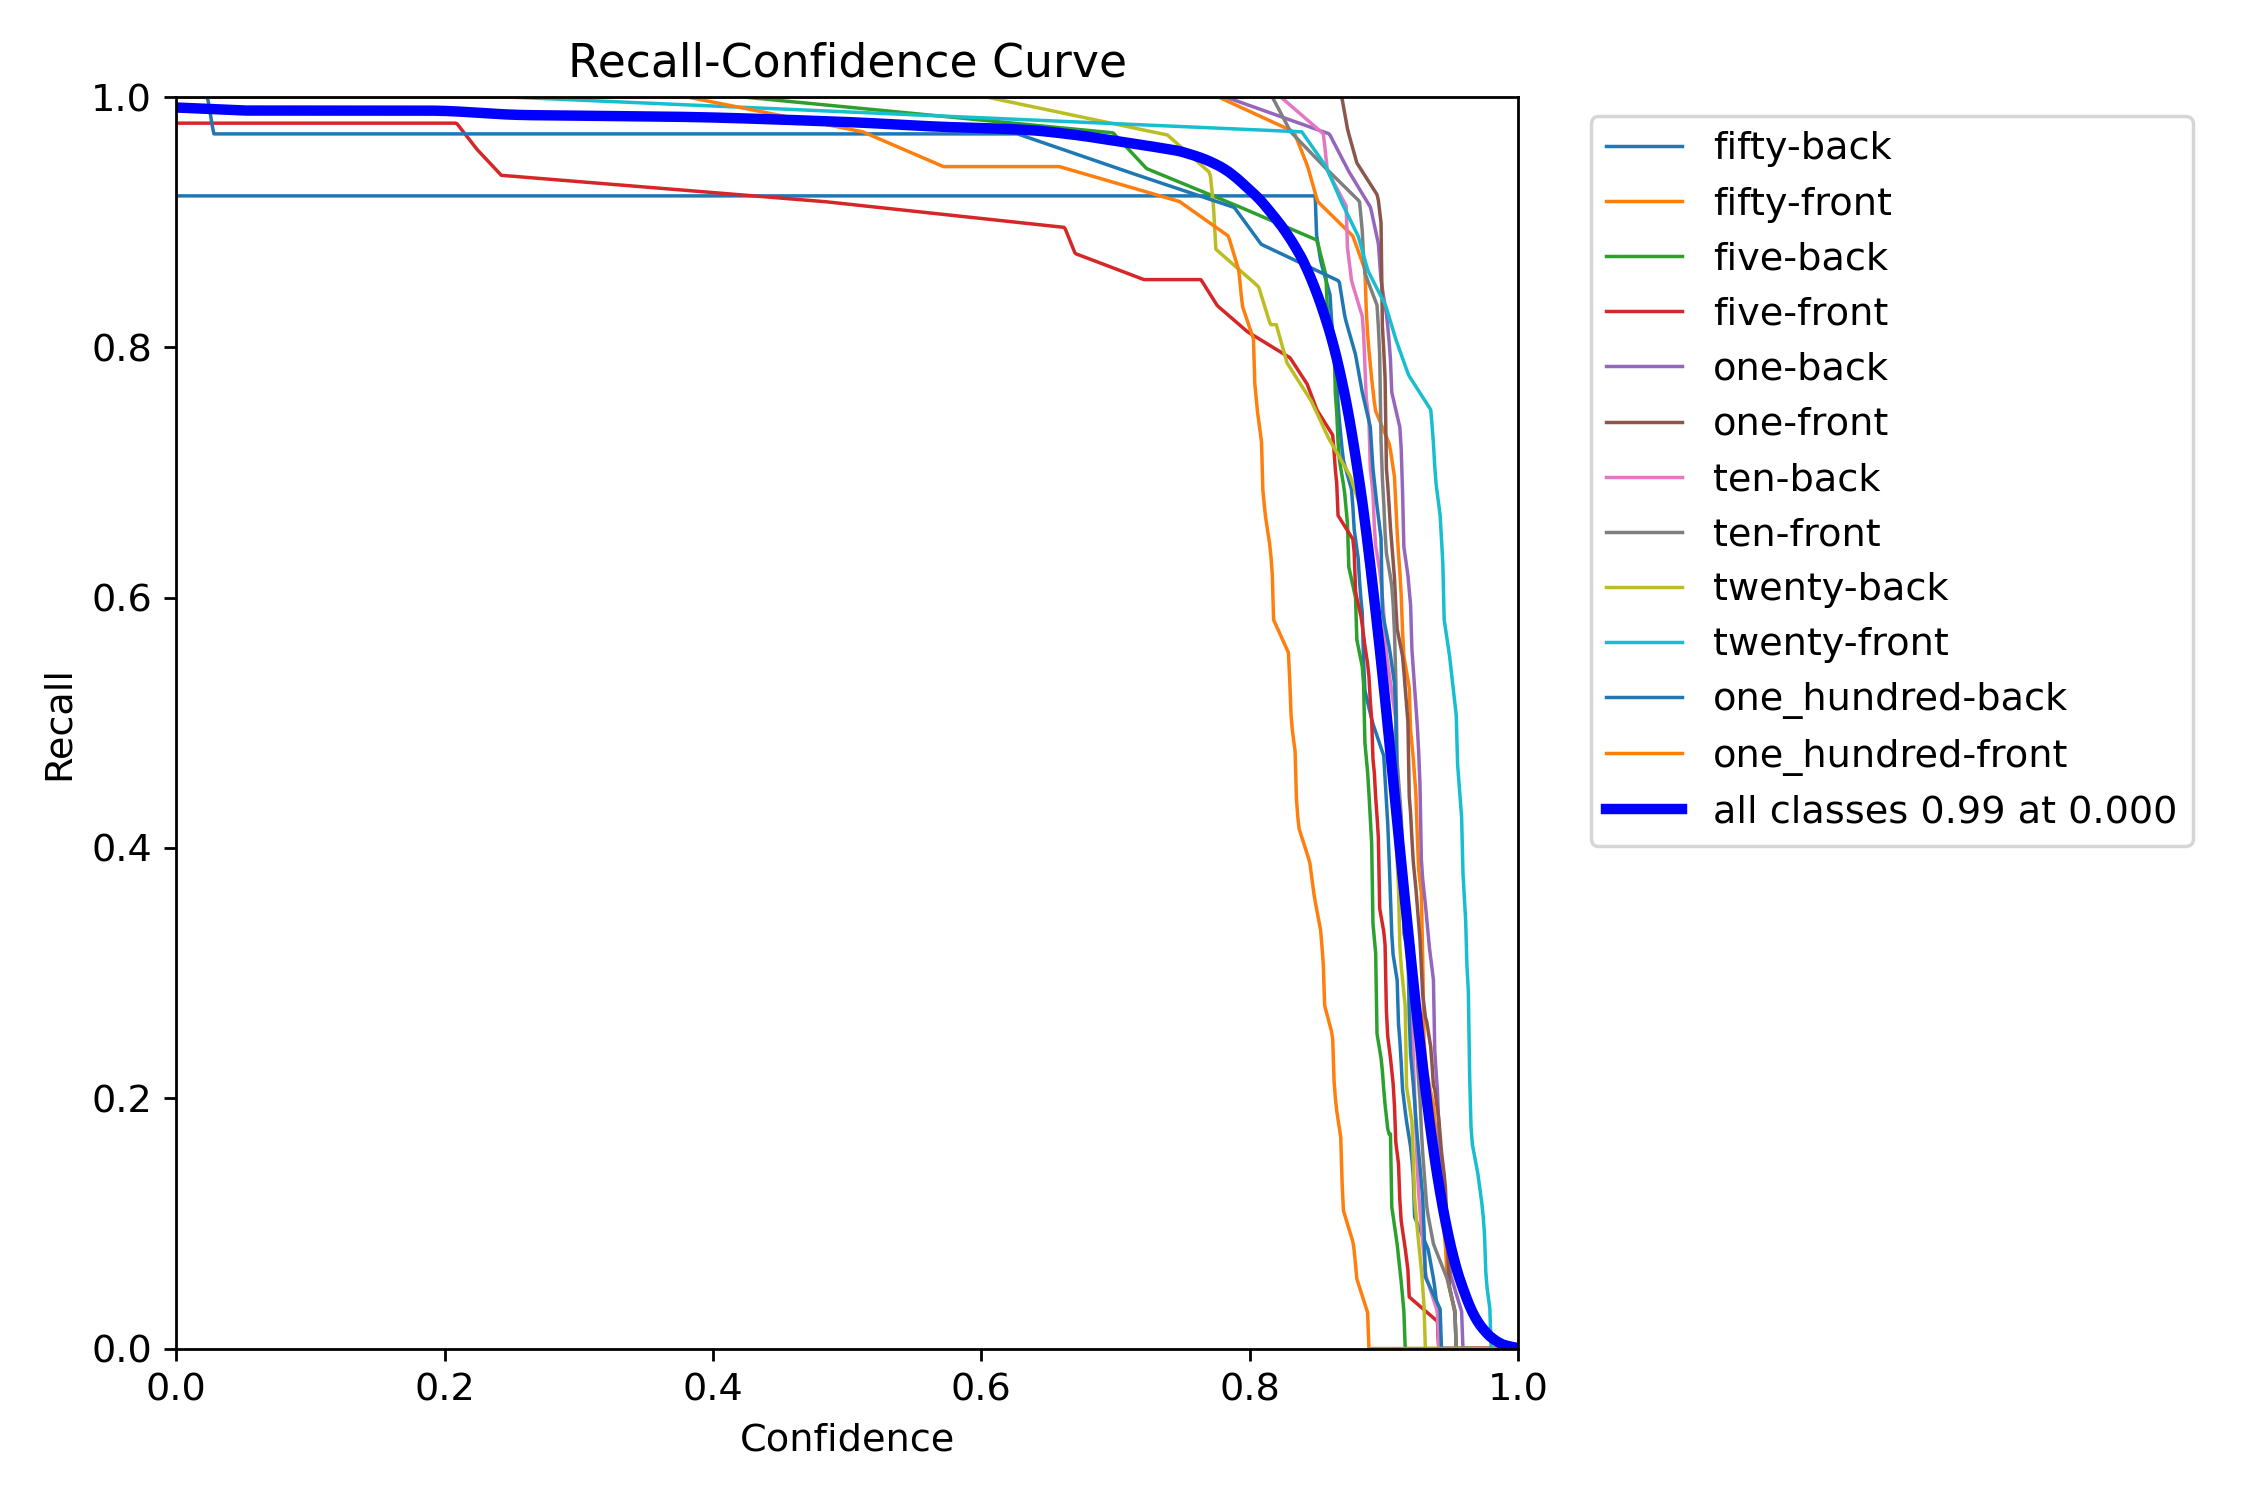 Recall-Confidence Curve
1.0
0.8
0.6
0.4
0.2
0.0
Recall
0.0 0.2 0.4 0.6 0.8 1.0
Confidence
fifty-back
fifty-front
five-back
five-front
one-back
one-front
ten-back
ten-front
twenty-back
twenty-front
one_hundred-back
one_hundred-front
all classes 0.99 at 0.000